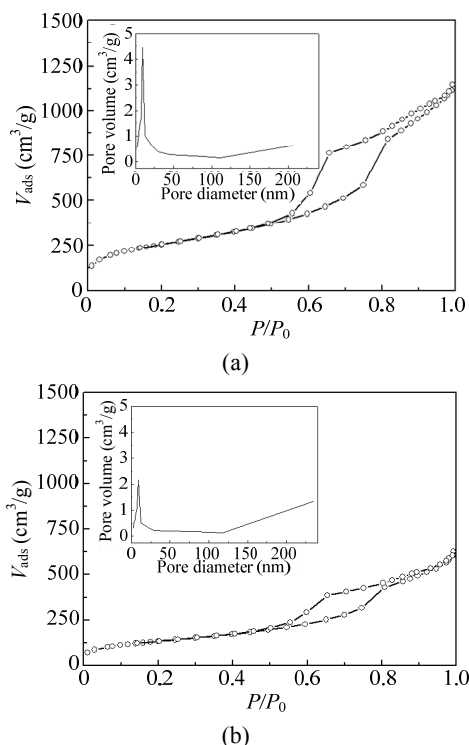 1500
1250
1000
750
500
250
0
V_ads (cm³/g)
5
4
3
2
1
0
Pore volume (cm³/g)
0 50 100 150 200
Pore diameter (nm)
0 0.2 0.4 0.6 0.8 1.0
P/P₀
(a)
1500
1250
1000
750
500
250
0
V_ads (cm³/g)
5
4
3
2
1
0
Pore volume (cm³/g)
0 50 100 150 200
Pore diameter (nm)
0 0.2 0.4 0.6 0.8 1.0
P/P₀
(b)